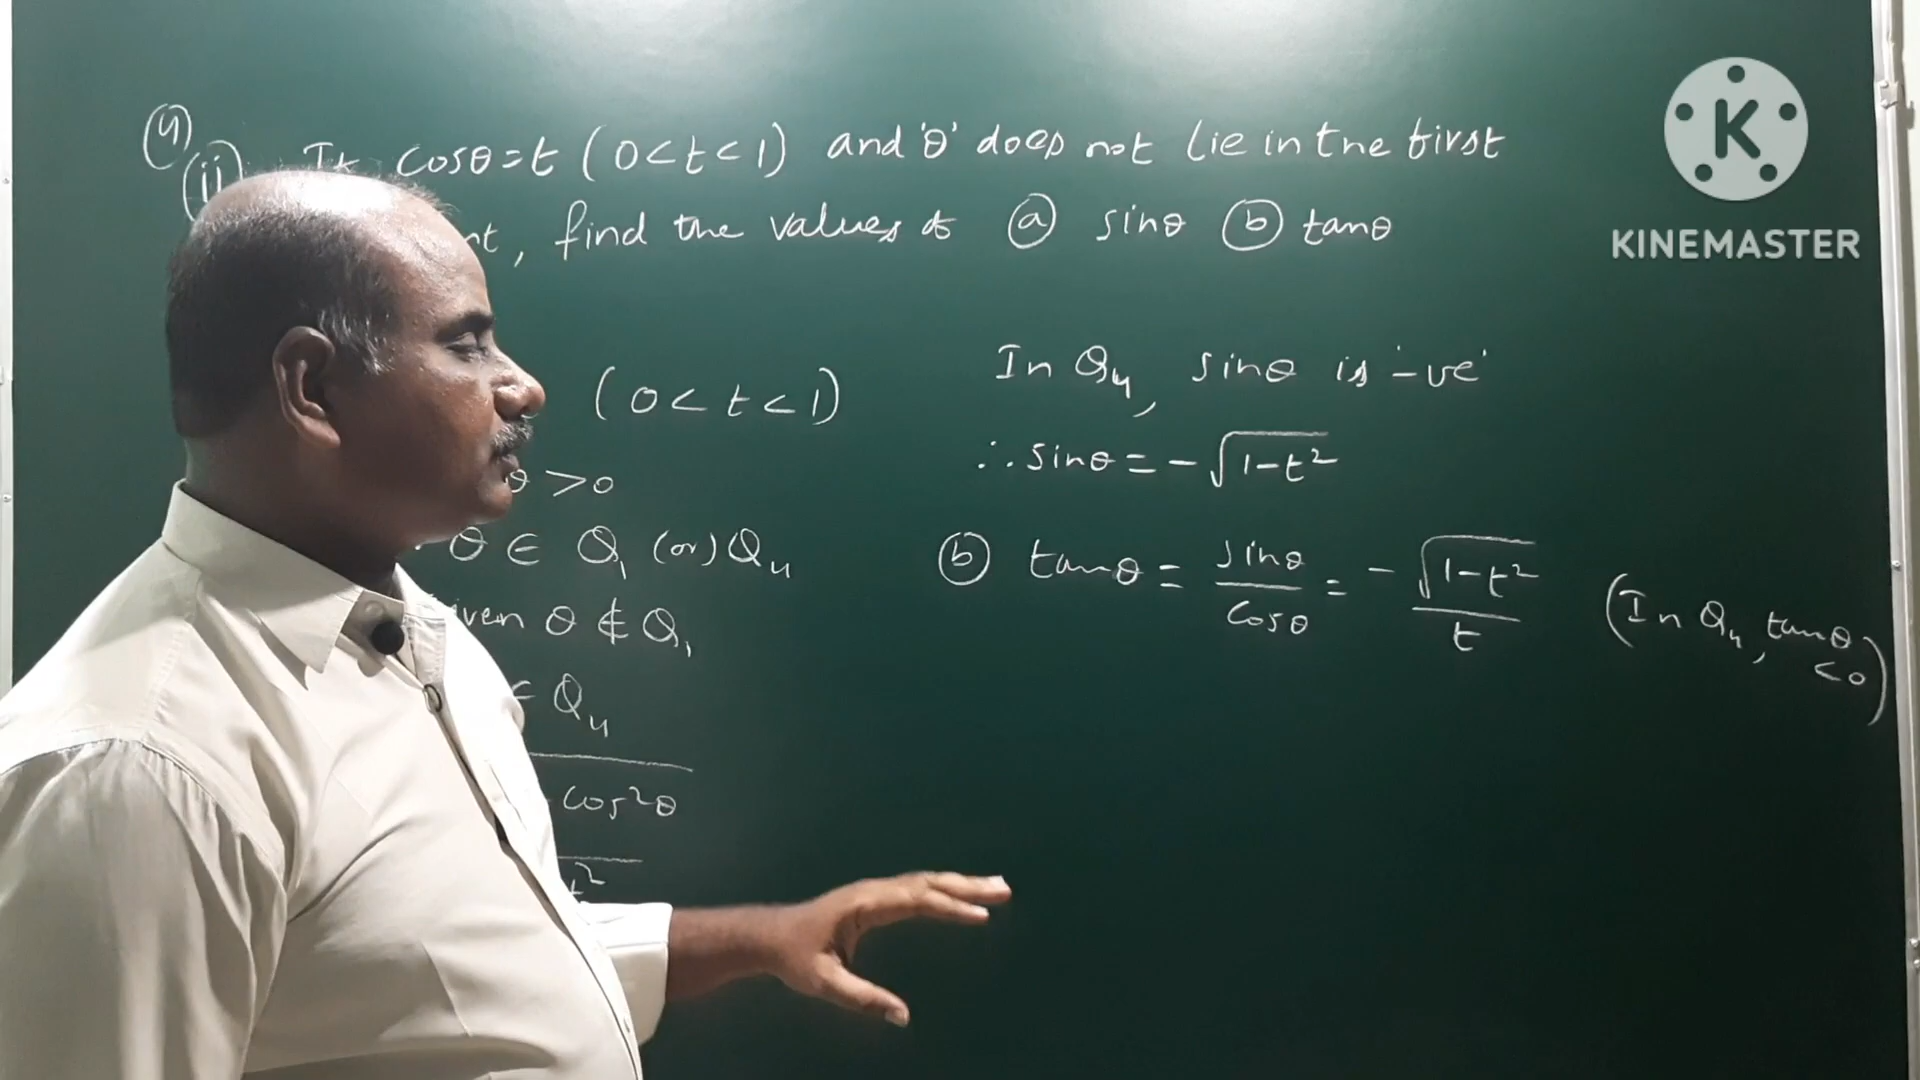 4
(ii) If cosθ = t (0 < t < 1) and 'θ' does not lie in the first
nt, find the values of ⓐ sinθ ⓑ tanθ
(0 < t < 1)
θ > 0
θ ∈ Q₁ (or) Q₄
iven θ ∉ Q₁
∈ Q₄
cos²θ
t²
In Q₄, sinθ is '-ve'
∴ sinθ = -√(1-t²)
ⓑ tanθ = sinθ/cosθ = -√(1-t²)/t (In Q₄, tanθ < 0)
K
KINEMASTER